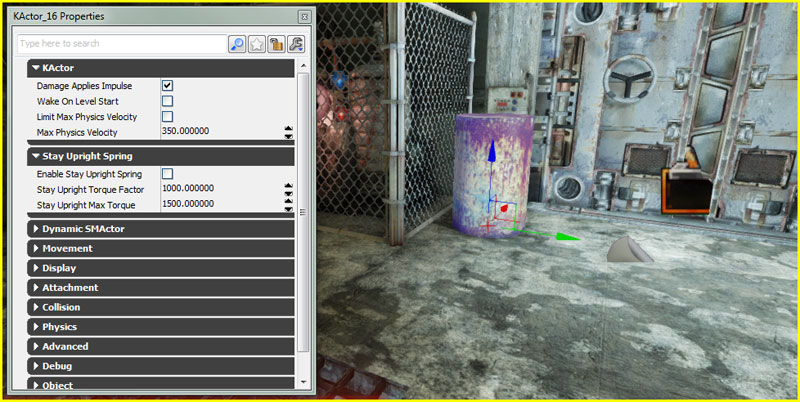 KActor_16 Properties
Type here to search
KActor
Damage Applies Impulse
Wake On Level Start
Limit Max Physics Velocity
Max Physics Velocity 350.000000
Stay Upright Spring
Enable Stay Upright Spring
Stay Upright Torque Factor 1000.000000
Stay Upright Max Torque 1500.000000
Dynamic SMActor
Movement
Display
Attachment
Collision
Physics
Advanced
Debug
Object